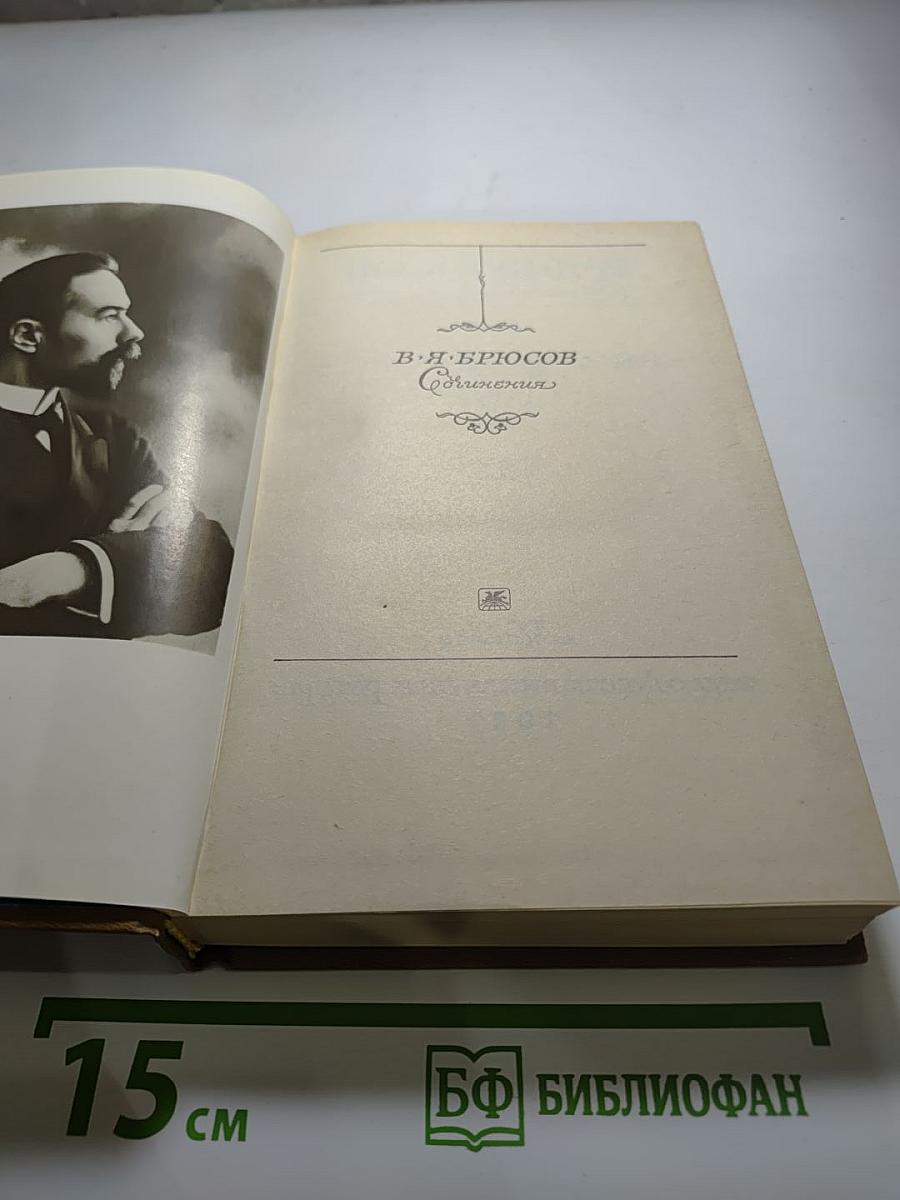 В·Я·БРЮСОВ
Сочинения
15 см
БФ БИБЛИОФАН